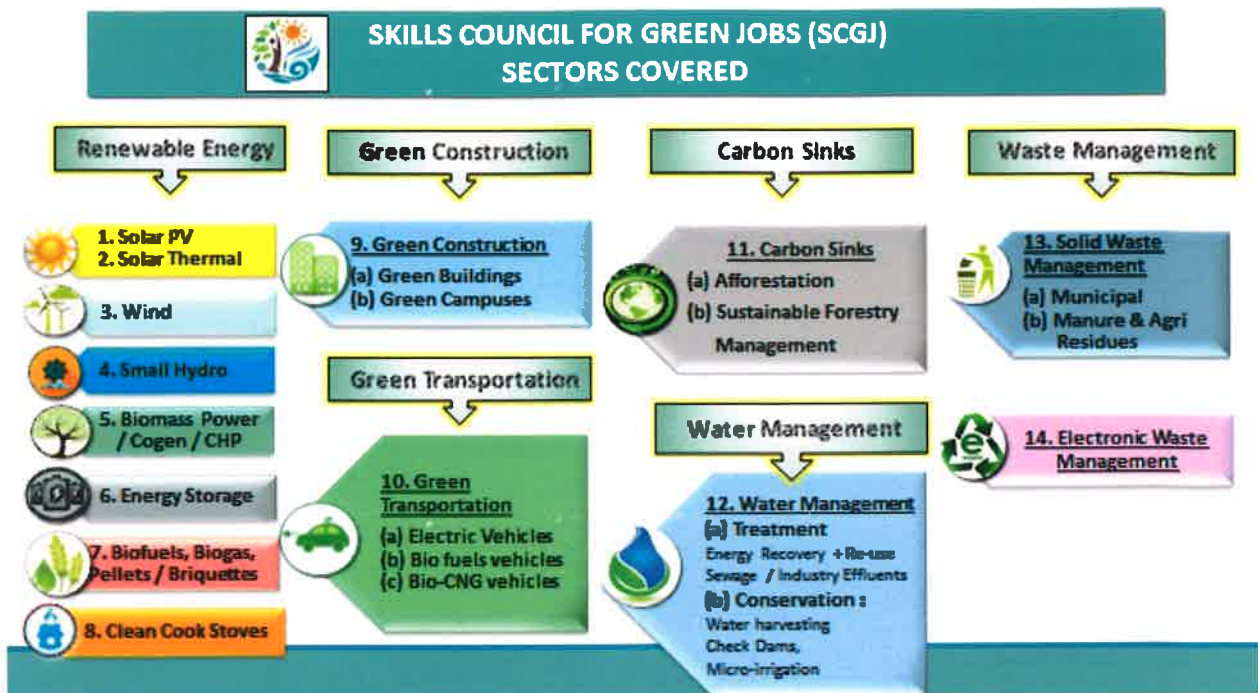 SKILLS COUNCIL FOR GREEN JOBS (SCGJ)
SECTORS COVERED
Renewable Energy
1. Solar PV
2. Solar Thermal
3. Wind
4. Small Hydro
5. Biomass Power
/ Cogen / CHP
6. Energy Storage
7. Biofuels, Biogas,
Pellets / Briquettes
8. Clean Cook Stoves
Green Construction
9. Green Construction
(a) Green Buildings
(b) Green Campuses
Green Transportation
10. Green
Transportation
(a) Electric Vehicles
(b) Bio fuels vehicles
(c) Bio-CNG vehicles
Carbon Sinks
11. Carbon Sinks
(a) Afforestation
(b) Sustainable Forestry
Management
Water Management
12. Water Management
(a) Treatment
Energy Recovery + Re-use
Sewage / Industry Effluents
(b) Conservation :
Water harvesting
Check Dams,
Micro-irrigation
Waste Management
13. Solid Waste
Management
(a) Municipal
(b) Manure & Agri
Residues
e
14. Electronic Waste
Management